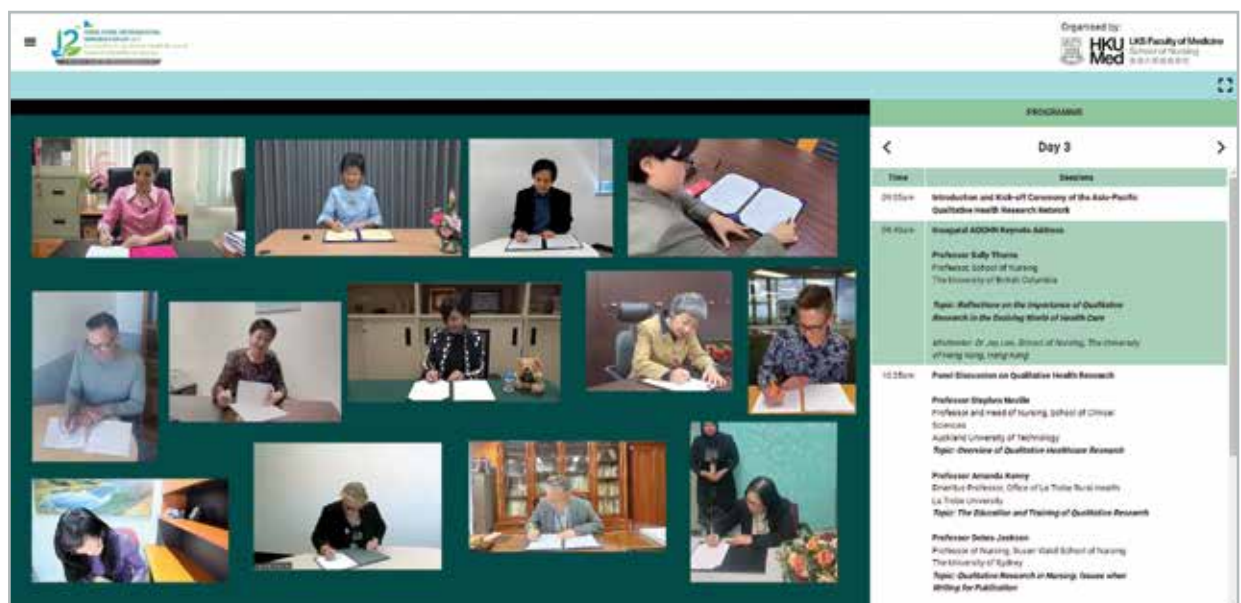 12
Organised by:
HKU
Med
LKS Faculty of Medicine
School of Nursing
PROGRAMME
Day 3
Time Sessions
Introduction and Kick-off Ceremony of the Asia-Pacific
Qualitative Health Research Network
Inaugural AQUHN Keynote Address
Professor Sally Thorne
Professor, School of Nursing
The University of British Columbia
Topic: Reflections on the Importance of Qualitative
Research in the Evolving World of Health Care
Moderator: Dr Jay Lee, School of Nursing, The University
of Hong Kong, Hong Kong
10:35am Panel Discussion on Qualitative Health Research
Professor Stephen Neville
Professor and Head of Nursing, School of Clinical
Sciences
Auckland University of Technology
Topic: Overview of Qualitative Healthcare Research
Professor Amanda Kenny
Emeritus Professor, Office of La Trobe Rural Health
La Trobe University
Topic: The Education and Training of Qualitative Research
Professor Debra Jackson
Professor of Nursing, Susan Wakil School of Nursing
The University of Sydney
Topic: Qualitative Research in Nursing: Issues when
Writing for Publication